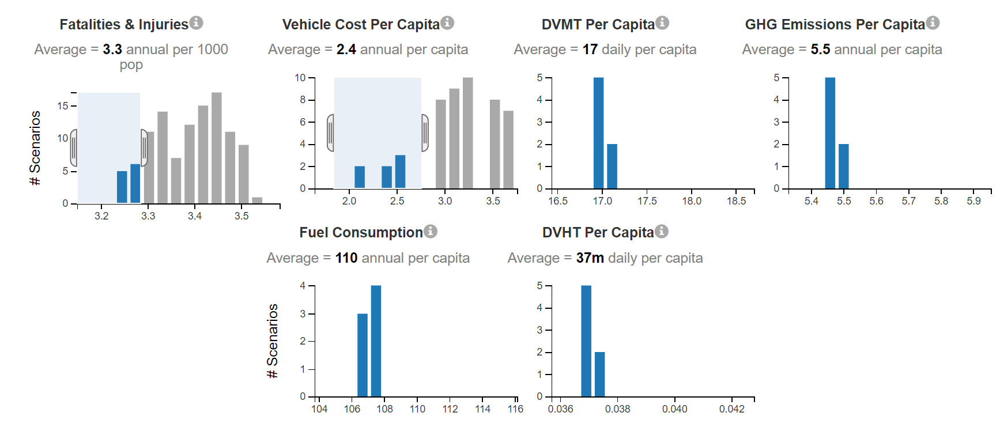 Fatalities & Injuries
Average = 3.3 annual per 1000
pop
# Scenarios
15
10
5
0
3.2 3.3 3.4 3.5
Vehicle Cost Per Capita
Average = 2.4 annual per capita
10
8
6
4
2
0
2.0 2.5 3.0 3.5
DVMT Per Capita
Average = 17 daily per capita
5
4
3
2
1
0
16.5 17.0 17.5 18.0 18.5
GHG Emissions Per Capita
Average = 5.5 annual per capita
5
4
3
2
1
0
5.4 5.5 5.6 5.7 5.8 5.9
Fuel Consumption
Average = 110 annual per capita
# Scenarios
4
3
2
1
0
104 106 108 110 112 114 116
DVHT Per Capita
Average = 37m daily per capita
5
4
3
2
1
0
0.036 0.038 0.040 0.042